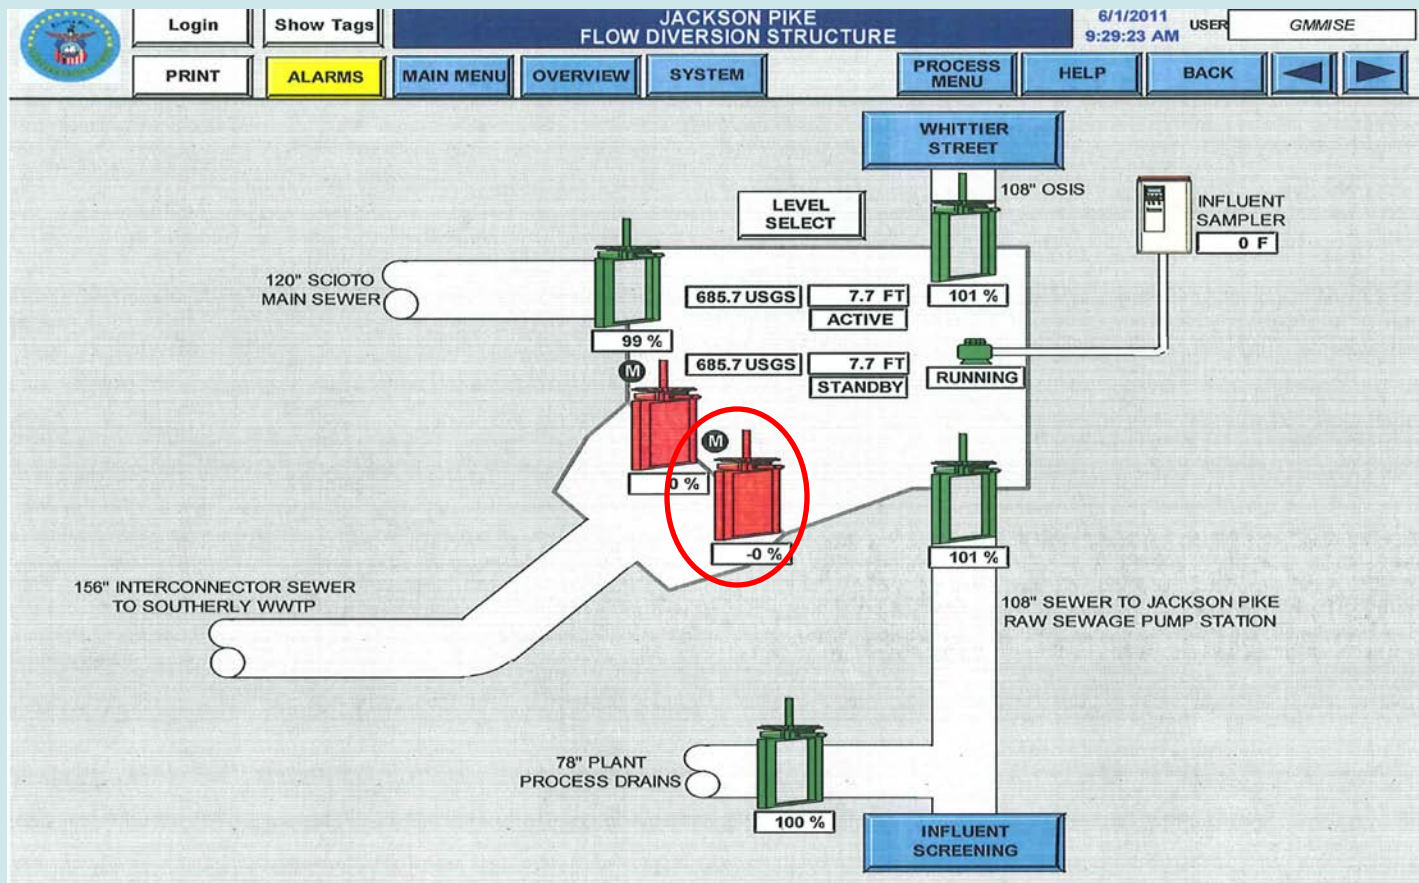 Login
Show Tags
JACKSON PIKE
FLOW DIVERSION STRUCTURE
6/1/2011
9:29:23 AM
USER
GMMISE
PRINT
ALARMS
MAIN MENU
OVERVIEW
SYSTEM
PROCESS
MENU
HELP
BACK
WHITTIER
STREET
108" OSIS
LEVEL
SELECT
INFLUENT
SAMPLER
0 F
120" SCIOTO
MAIN SEWER
685.7 USGS
7.7 FT
ACTIVE
101 %
99 %
685.7 USGS
7.7 FT
STANDBY
RUNNING
M
M
0 %
-0 %
101 %
156" INTERCONNECTOR SEWER
TO SOUTHERLY WWTP
108" SEWER TO JACKSON PIKE
RAW SEWAGE PUMP STATION
78" PLANT
PROCESS DRAINS
100 %
INFLUENT
SCREENING